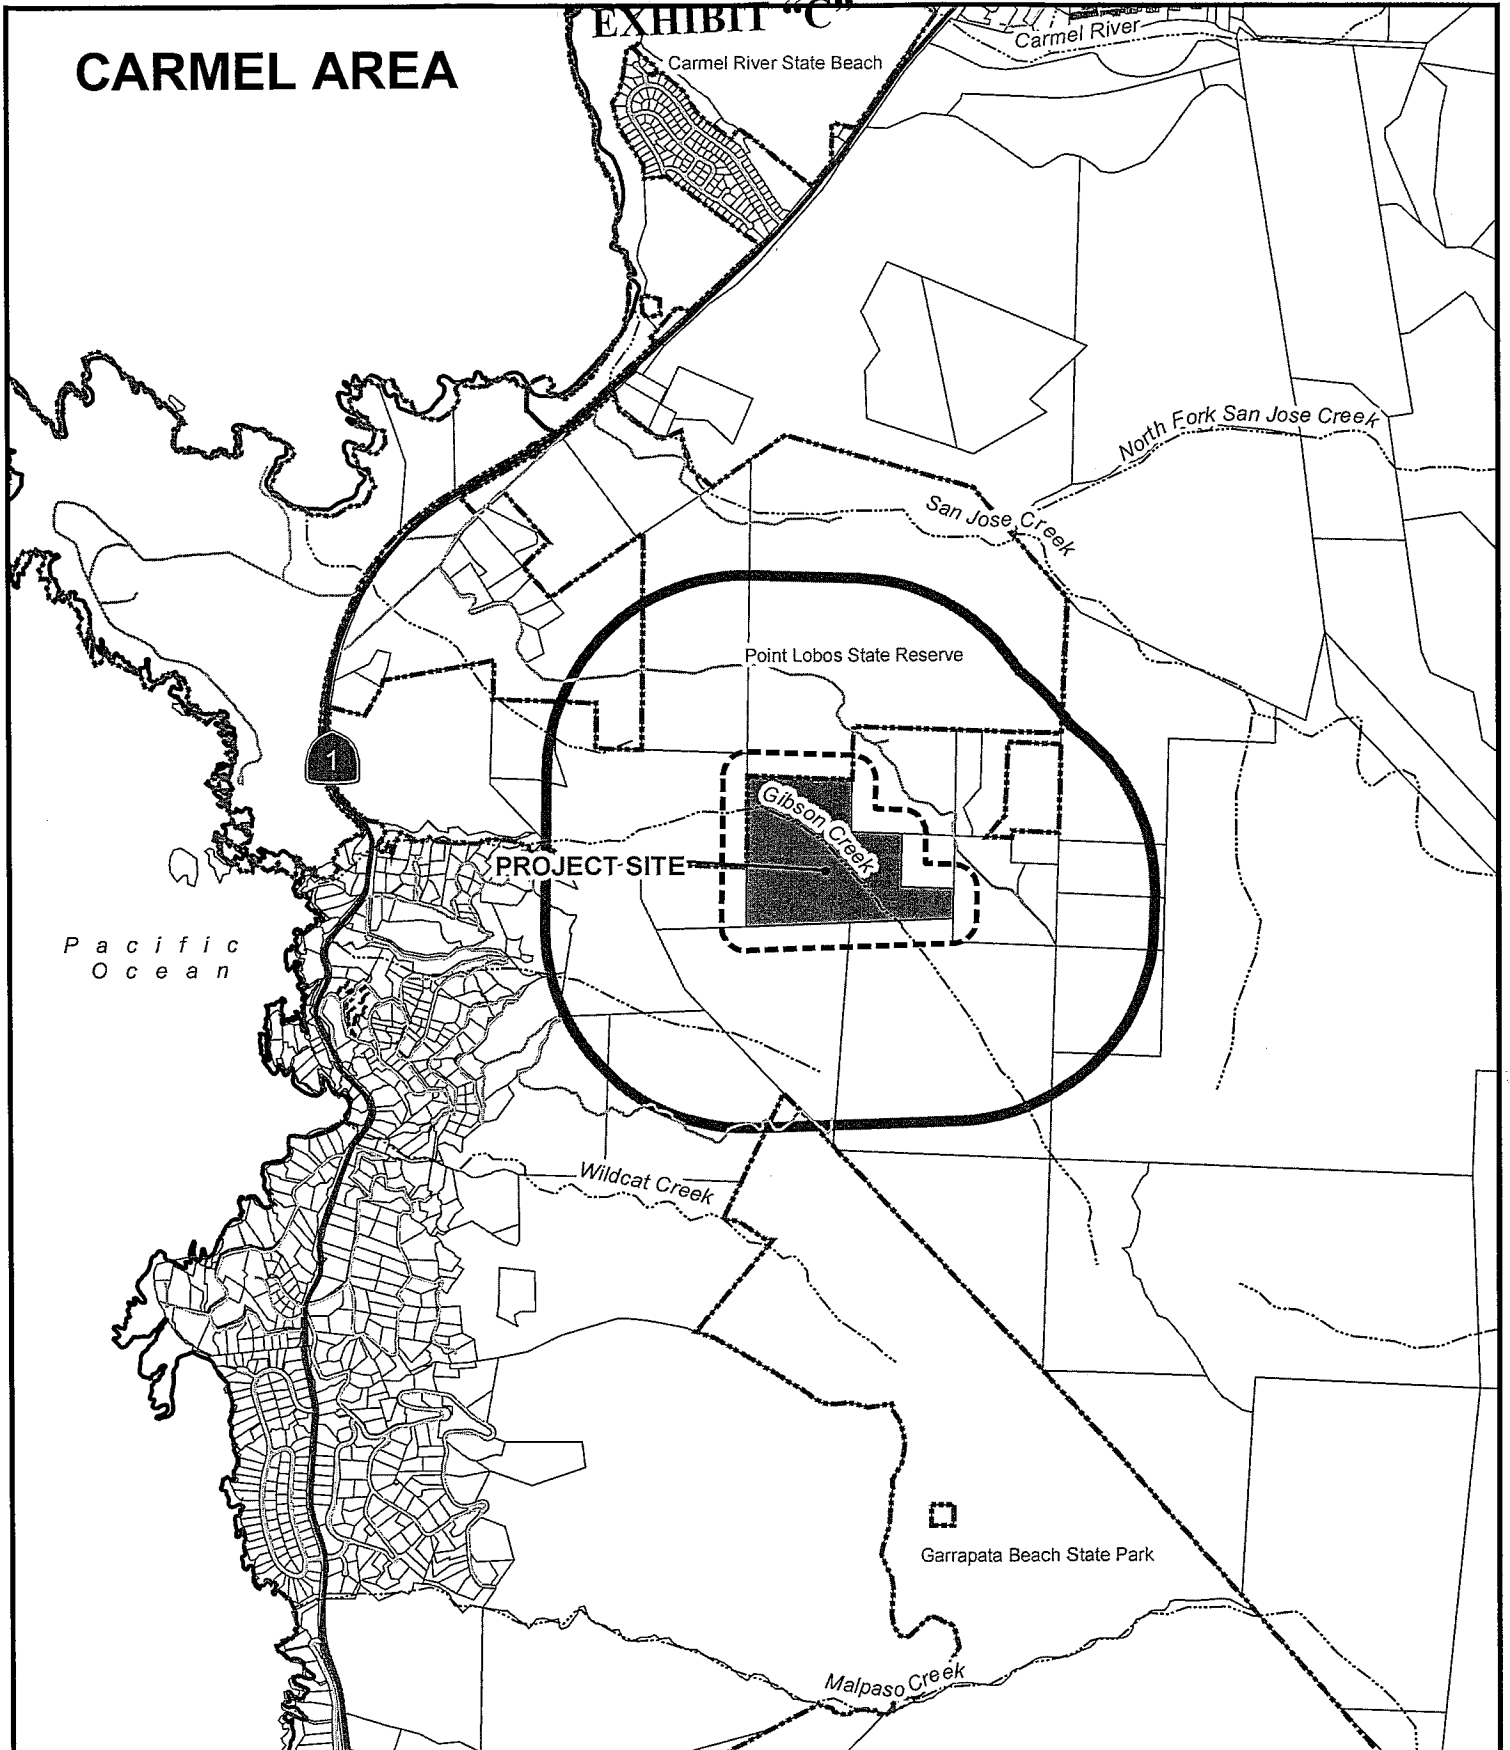 EXHIBIT “C”
CARMEL AREA
Carmel River
Carmel River State Beach
North Fork San Jose Creek
San Jose Creek
Point Lobos State Reserve
1
Gibson Creek
PROJECT SITE
Pacific
Ocean
Wildcat Creek
Garrapata Beach State Park
Malpaso Creek